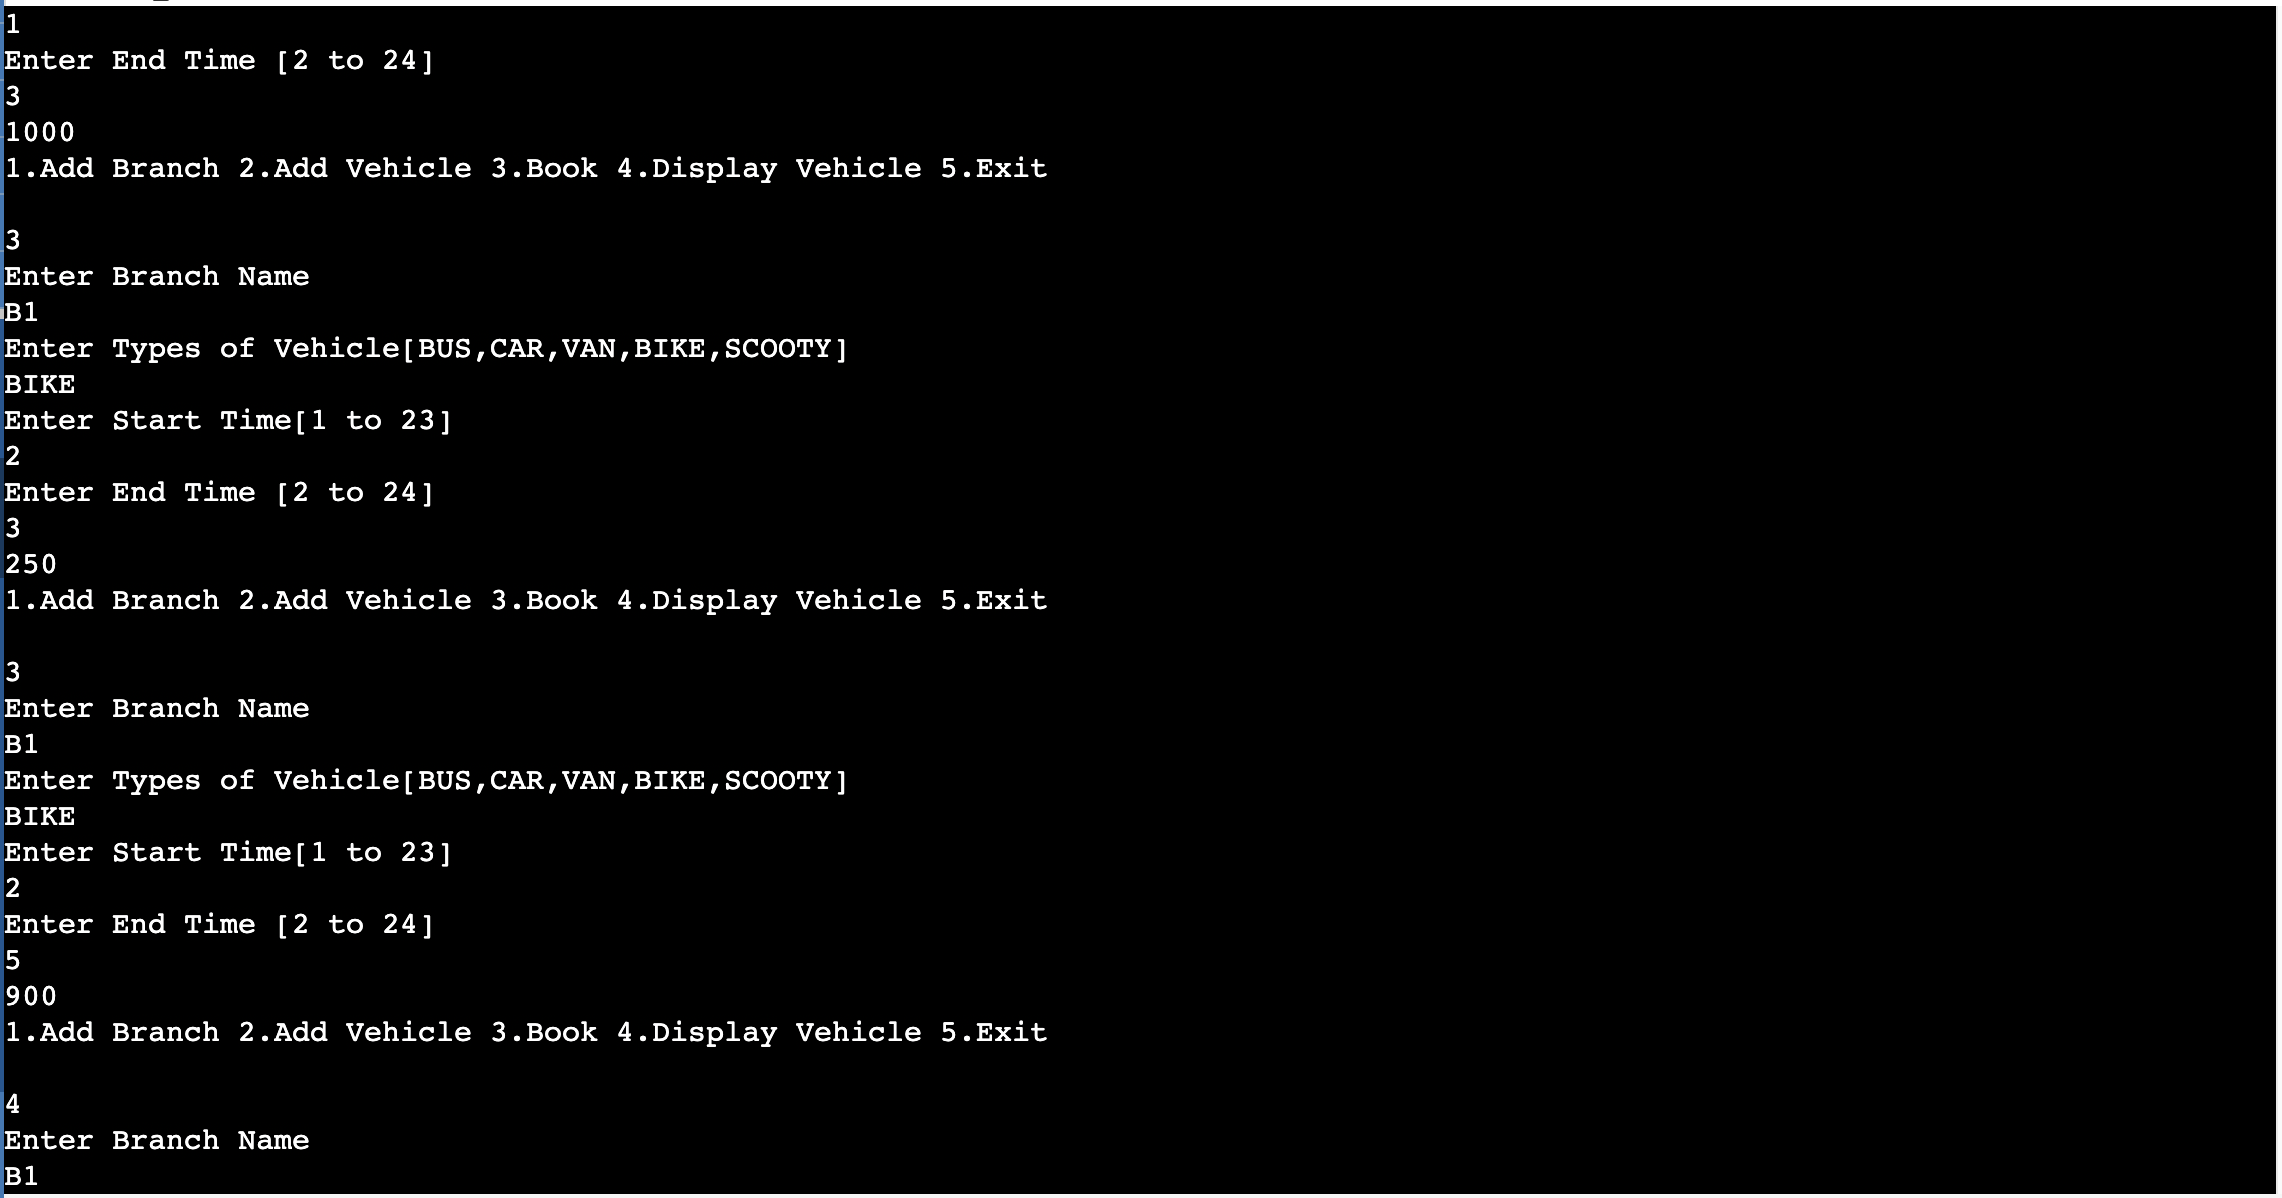 1
Enter End Time [2 to 24]
3
1000
1.Add Branch 2.Add Vehicle 3.Book 4.Display Vehicle 5.Exit
3
Enter Branch Name
B1
Enter Types of Vehicle[BUS,CAR,VAN,BIKE,SCOOTY]
BIKE
Enter Start Time[1 to 23]
2
Enter End Time [2 to 24]
3
250
1.Add Branch 2.Add Vehicle 3.Book 4.Display Vehicle 5.Exit
3
Enter Branch Name
B1
Enter Types of Vehicle[BUS,CAR,VAN,BIKE,SCOOTY]
BIKE
Enter Start Time[1 to 23]
2
Enter End Time [2 to 24]
5
900
1.Add Branch 2.Add Vehicle 3.Book 4.Display Vehicle 5.Exit
4
Enter Branch Name
B1